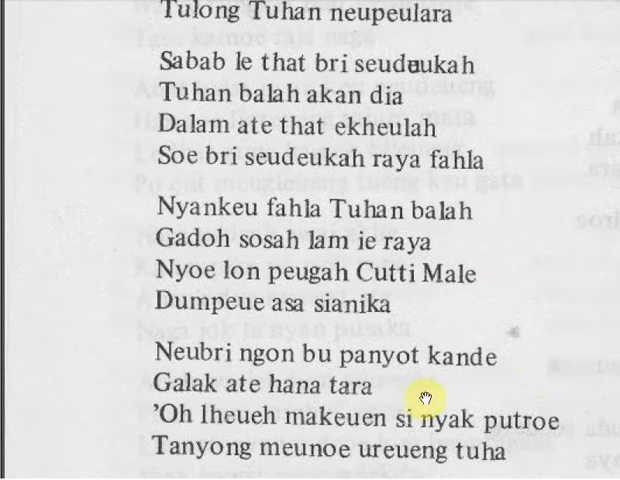 Tulong Tuhan neupeulara
Sabab le that bri seudeukah
Tuhan balah akan dia
Dalam ate that ekheulah
Soe bri seudeukah raya fahla
Nyankeu fahla Tuhan balah
Gadoh sosah lam ie raya
Nyoe lon peugah Cutti Male
Dumpeue asa sianika
Neubri ngon bu panyot kande
Galak ate hana tara
'Oh lheueh makeuen si nyak putroe
Tanyong meunoe ureueng tuha